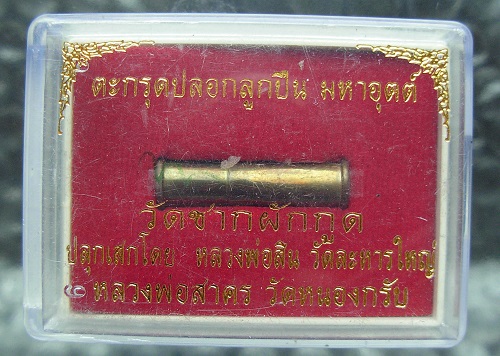 ตะกรุดปลอกลูกปืน มหาอุตต์
วัดซากผักกูด
ปลุกเสกโดย หลวงพ่อสิน วัดละหารใหญ่
หลวงพ่อสาคร วัดหนองกรับ